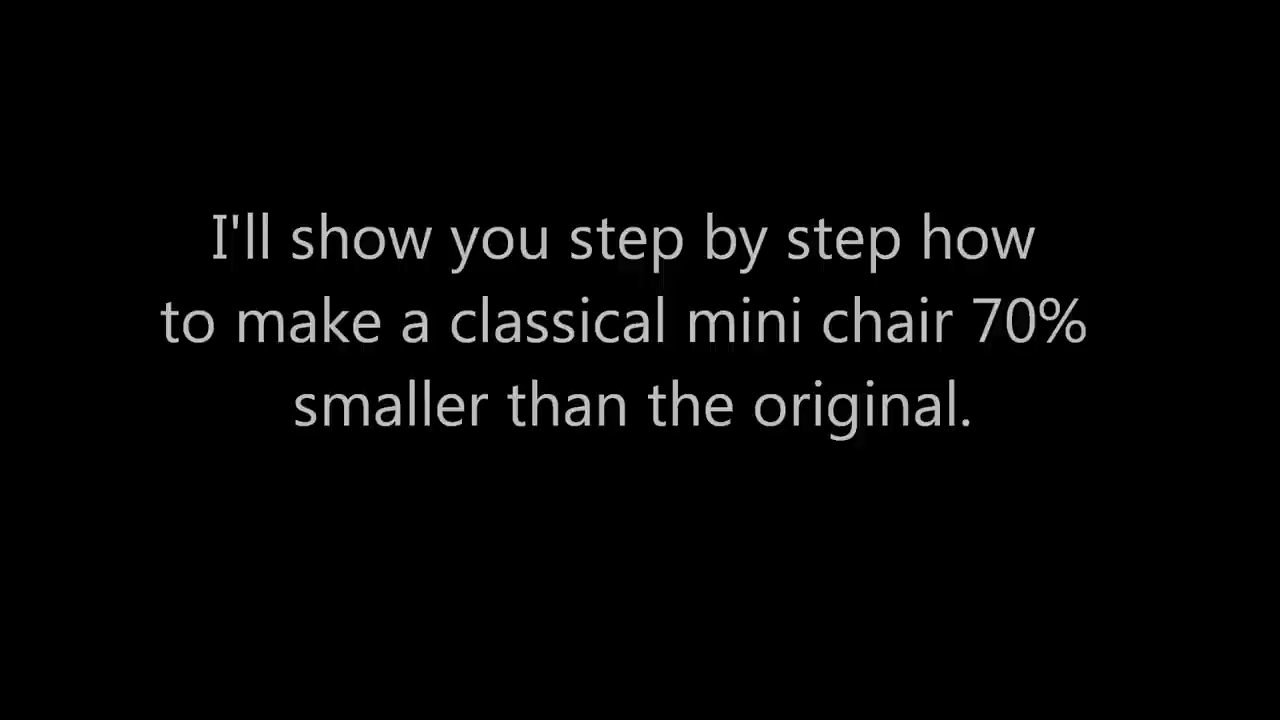 I'll show you step by step how
to make a classical mini chair 70%
smaller than the original.